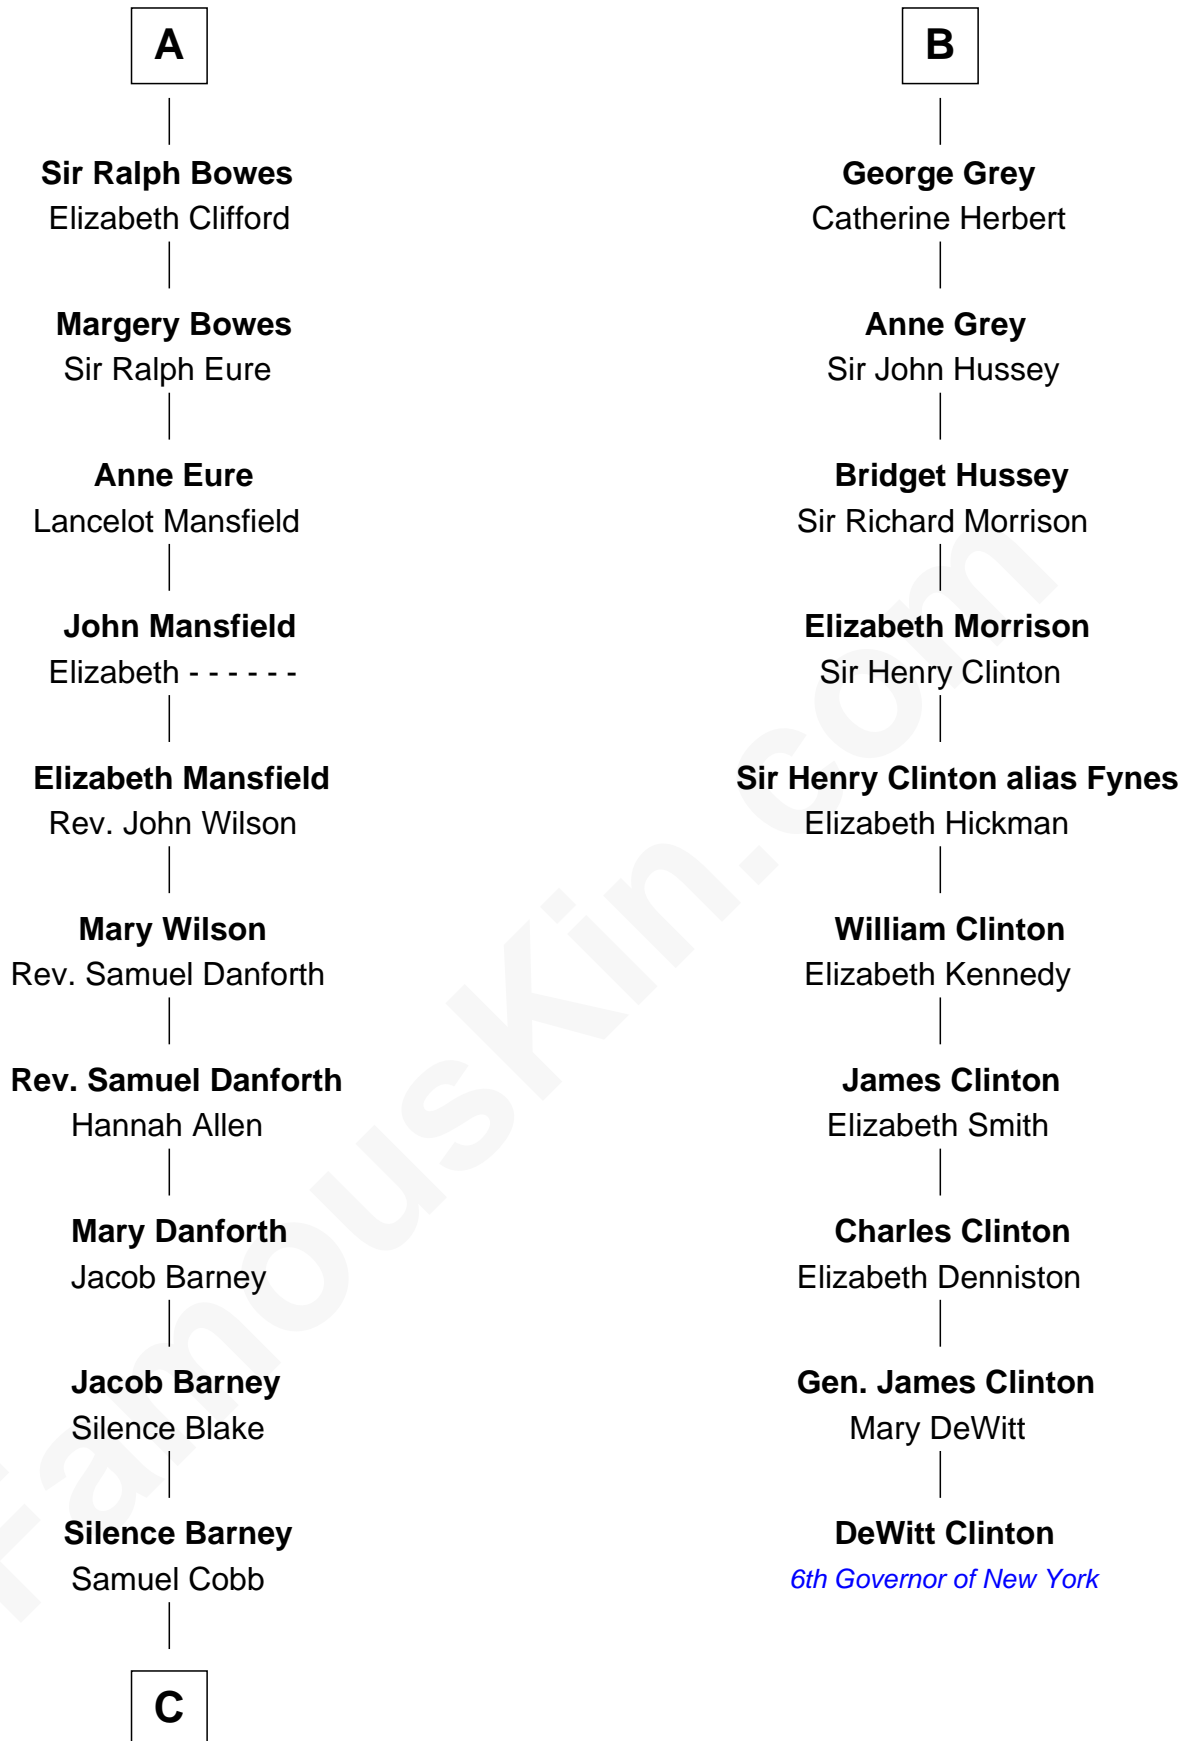 A
Sir Ralph Bowes
Elizabeth Clifford
Margery Bowes
Sir Ralph Eure
Anne Eure
Lancelot Mansfield
John Mansfield
Elizabeth - - - - - -
Elizabeth Mansfield
Rev. John Wilson
Mary Wilson
Rev. Samuel Danforth
Rev. Samuel Danforth
Hannah Allen
Mary Danforth
Jacob Barney
Jacob Barney
Silence Blake
Silence Barney
Samuel Cobb
C
B
George Grey
Catherine Herbert
Anne Grey
Sir John Hussey
Bridget Hussey
Sir Richard Morrison
Elizabeth Morrison
Sir Henry Clinton
Sir Henry Clinton alias Fynes
Elizabeth Hickman
William Clinton
Elizabeth Kennedy
James Clinton
Elizabeth Smith
Charles Clinton
Elizabeth Denniston
Gen. James Clinton
Mary DeWitt
DeWitt Clinton
6th Governor of New York
FamousKin.com